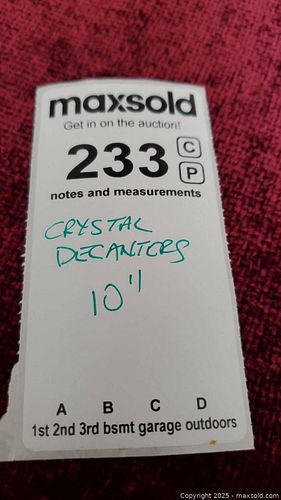 maxsold
Get in on the auction!
233 C
P
notes and measurements
CRYSTAL
DECANTERS
10"
A B C D
1st 2nd 3rd bsmt garage outdoors
Copyright 2025 - maxsold.com